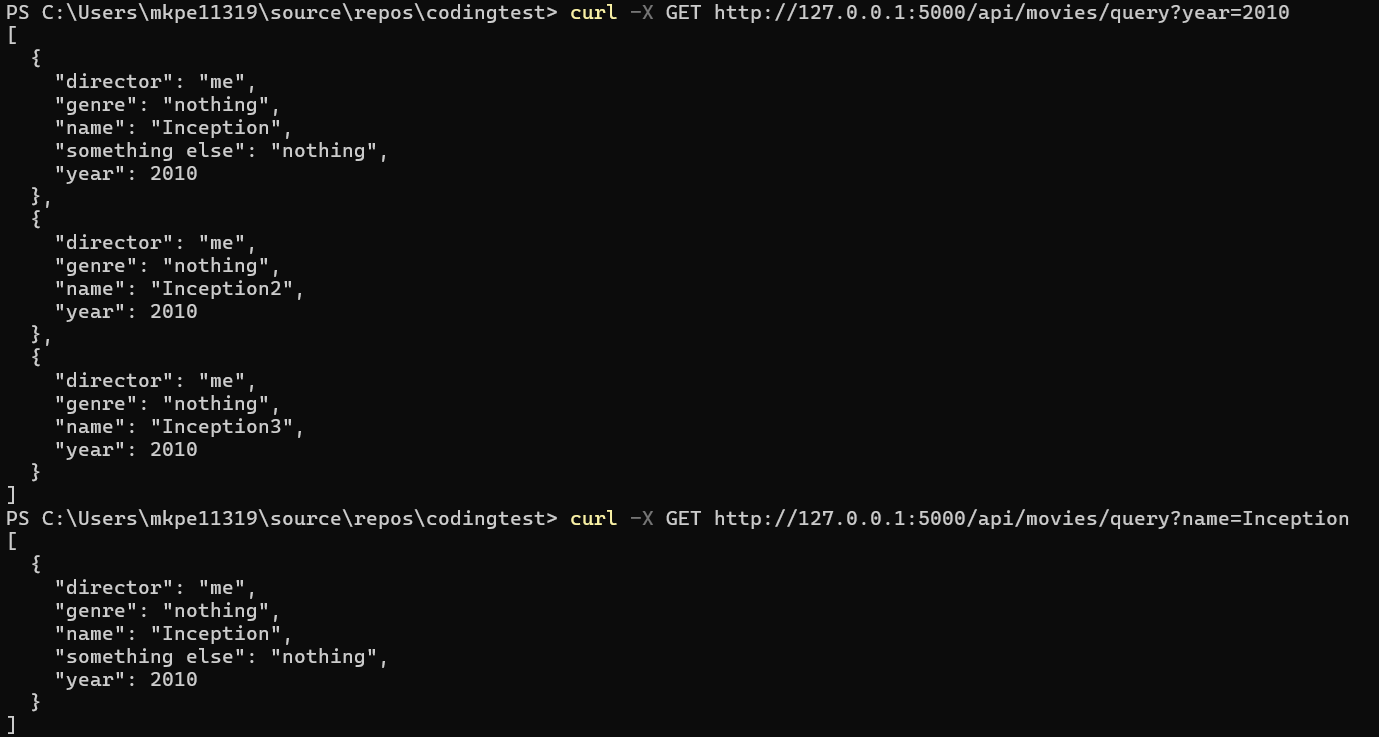 PS C:\Users\mkpe11319\source\repos\codingtest> curl -X GET http://127.0.0.1:5000/api/movies/query?year=2010
[
  {
    "director": "me",
    "genre": "nothing",
    "name": "Inception",
    "something else": "nothing",
    "year": 2010
  },
  {
    "director": "me",
    "genre": "nothing",
    "name": "Inception2",
    "year": 2010
  },
  {
    "director": "me",
    "genre": "nothing",
    "name": "Inception3",
    "year": 2010
  }
]
PS C:\Users\mkpe11319\source\repos\codingtest> curl -X GET http://127.0.0.1:5000/api/movies/query?name=Inception
[
  {
    "director": "me",
    "genre": "nothing",
    "name": "Inception",
    "something else": "nothing",
    "year": 2010
  }
]